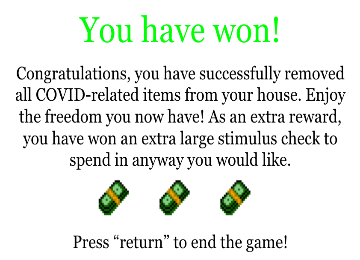 You have won!
Congratulations, you have successfully removed
all COVID-related items from your house. Enjoy
the freedom you now have! As an extra reward,
you have won an extra large stimulus check to
spend in anyway you would like.
Press “return” to end the game!